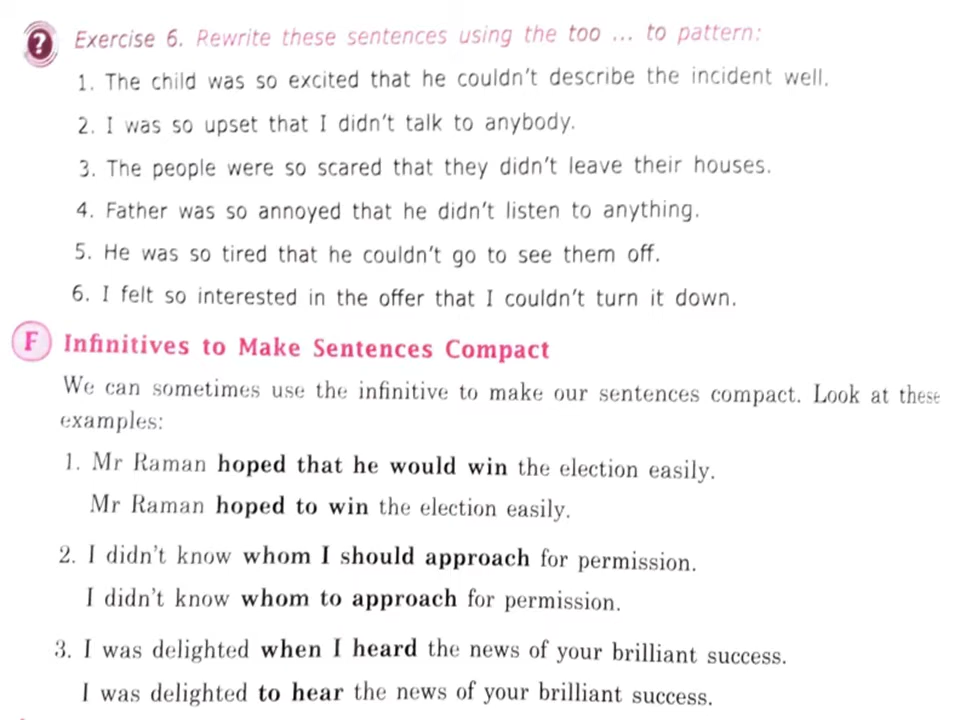 ? Exercise 6. Rewrite these sentences using the too ... to pattern:
1. The child was so excited that he couldn't describe the incident well.
2. I was so upset that I didn't talk to anybody.
3. The people were so scared that they didn't leave their houses.
4. Father was so annoyed that he didn't listen to anything.
5. He was so tired that he couldn't go to see them off.
6. I felt so interested in the offer that I couldn't turn it down.
F Infinitives to Make Sentences Compact
We can sometimes use the infinitive to make our sentences compact. Look at these
examples:
1. Mr Raman hoped that he would win the election easily.
Mr Raman hoped to win the election easily.
2. I didn't know whom I should approach for permission.
I didn't know whom to approach for permission.
3. I was delighted when I heard the news of your brilliant success.
I was delighted to hear the news of your brilliant success.